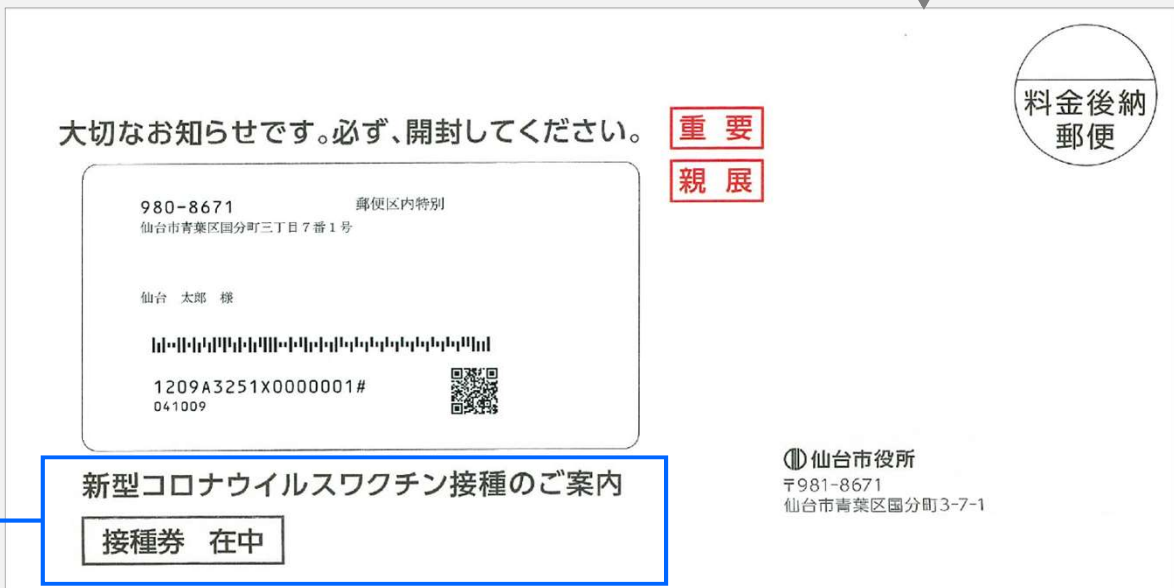 料金後納
郵便
大切なお知らせです。必ず、開封してください。
重要
親展
980-8671 郵便区内特別
仙台市青葉区国分町三丁目7番1号
仙台 太郎 様
1209A3251X0000001#
041009
新型コロナウイルスワクチン接種のご案内
接種券 在中
仙台市役所
〒981-8671
仙台市青葉区国分町3-7-1